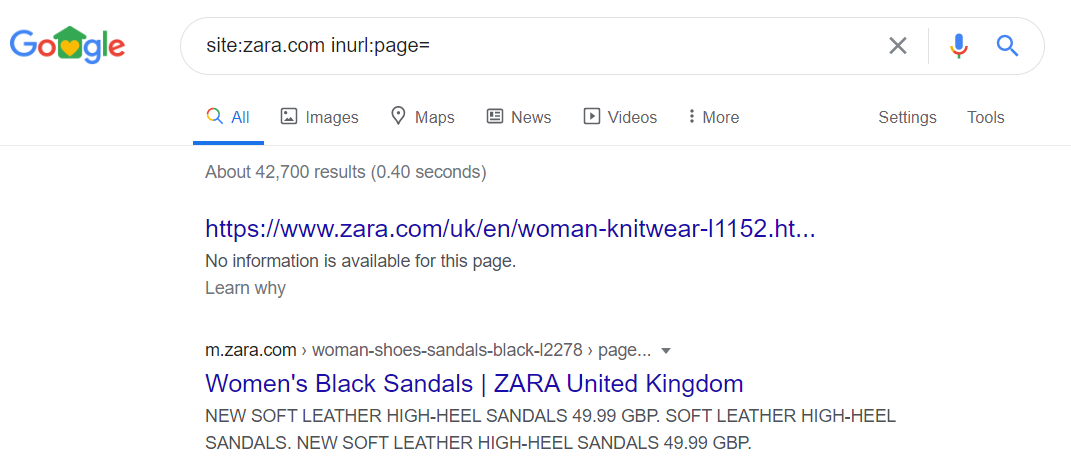 Google
site:zara.com inurl:page=
All Images Maps News Videos More Settings Tools
About 42,700 results (0.40 seconds)
https://www.zara.com/uk/en/woman-knitwear-l1152.ht...
No information is available for this page.
Learn why
m.zara.com › woman-shoes-sandals-black-l2278 › page...
Women's Black Sandals | ZARA United Kingdom
NEW SOFT LEATHER HIGH-HEEL SANDALS 49.99 GBP. SOFT LEATHER HIGH-HEEL
SANDALS. NEW SOFT LEATHER HIGH-HEEL SANDALS 49.99 GBP.